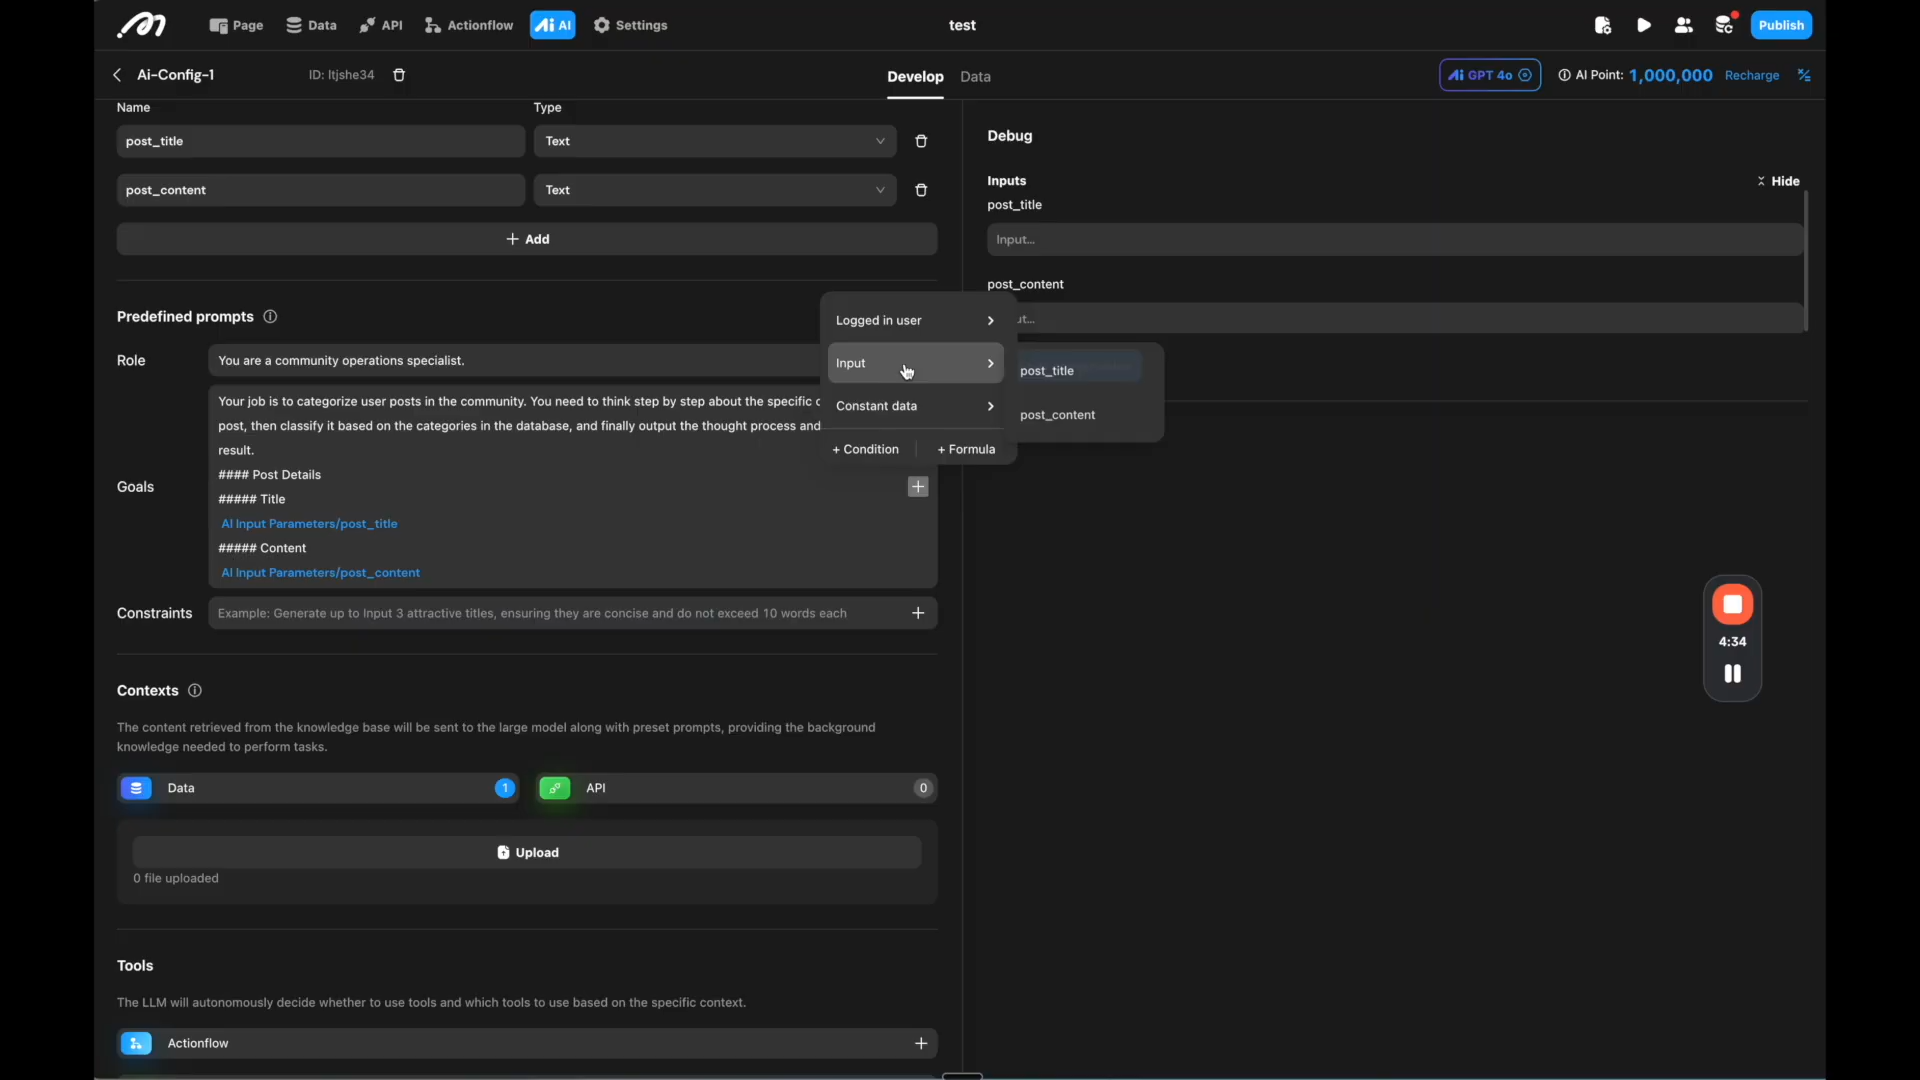 Page
Data
API
Actionflow
Ai AI
Settings
test
Publish
Ai-Config-1
ID: ltjshe34
Develop
Data
Ai GPT 4o
AI Point: 1,000,000
Recharge
Name
Type
post_title
Text
post_content
Text
+ Add
Predefined prompts
Role
You are a community operations specialist.
Goals
Your job is to categorize user posts in the community. You need to think step by step about the specific
post, then classify it based on the categories in the database, and finally output the thought process and
result.
#### Post Details
##### Title
AI Input Parameters/post_title
##### Content
AI Input Parameters/post_content
Constraints
Example: Generate up to Input 3 attractive titles, ensuring they are concise and do not exceed 10 words each
Contexts
The content retrieved from the knowledge base will be sent to the large model along with preset prompts, providing the background
knowledge needed to perform tasks.
Data
1
API
0
Upload
0 file uploaded
Tools
The LLM will autonomously decide whether to use tools and which tools to use based on the specific context.
Actionflow
Logged in user
Input
Constant data
+ Condition
+ Formula
post_title
post_content
Debug
Inputs
Hide
post_title
Input...
post_content
ut...
4:34